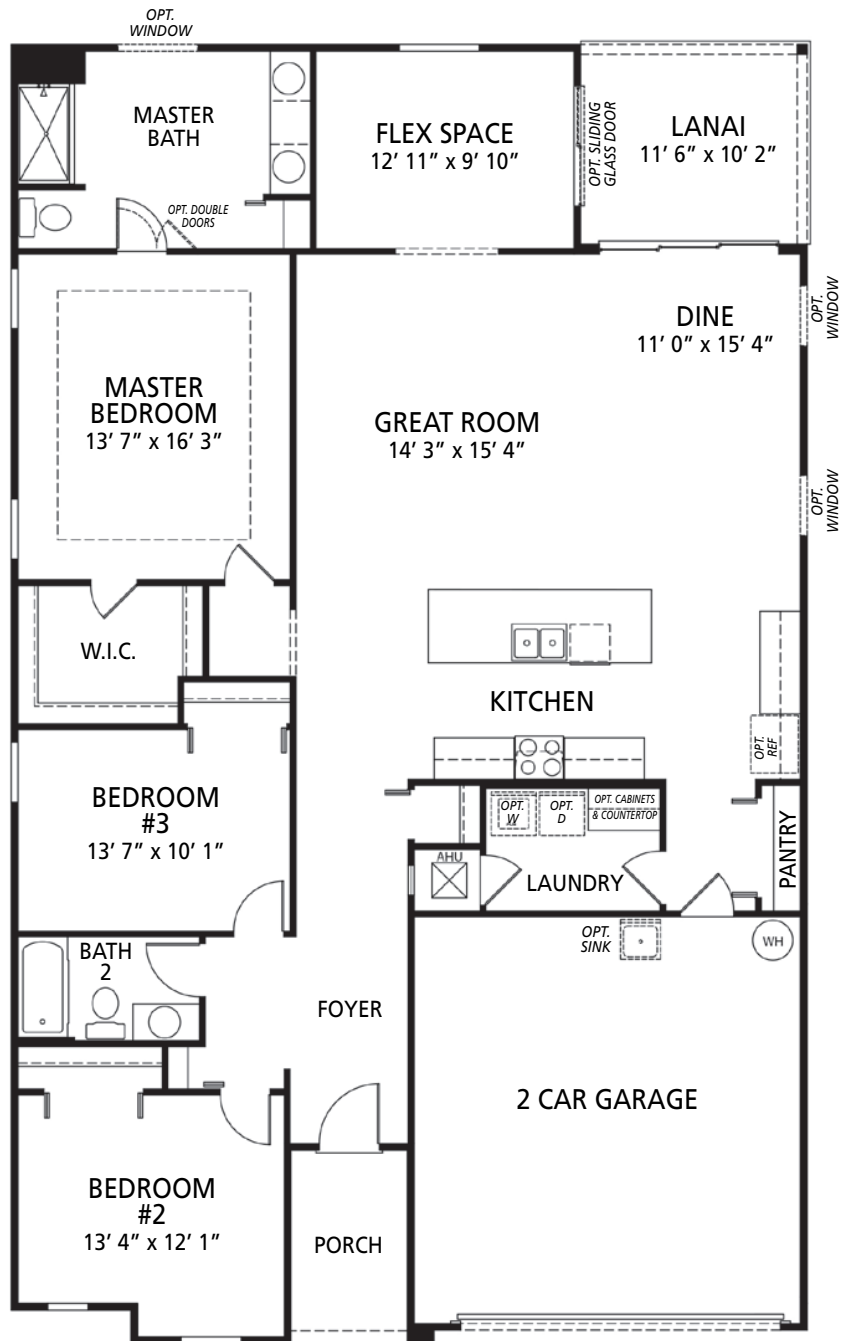 OPT.
WINDOW
MASTER
BATH
FLEX SPACE
12' 11" x 9' 10"
OPT. SLIDING
GLASS DOOR
LANAI
11' 6" x 10' 2"
OPT. DOUBLE
DOORS
OPT.
WINDOW
DINE
11' 0" x 15' 4"
MASTER
BEDROOM
13' 7" x 16' 3"
GREAT ROOM
14' 3" x 15' 4"
OPT.
WINDOW
W.I.C.
KITCHEN
OPT.
REF
BEDROOM
#3
13' 7" x 10' 1"
OPT.
W
OPT.
D
OPT. CABINETS
& COUNTERTOP
PANTRY
AHU
LAUNDRY
OPT.
SINK
WH
BATH
2
FOYER
2 CAR GARAGE
BEDROOM
#2
13' 4" x 12' 1"
PORCH